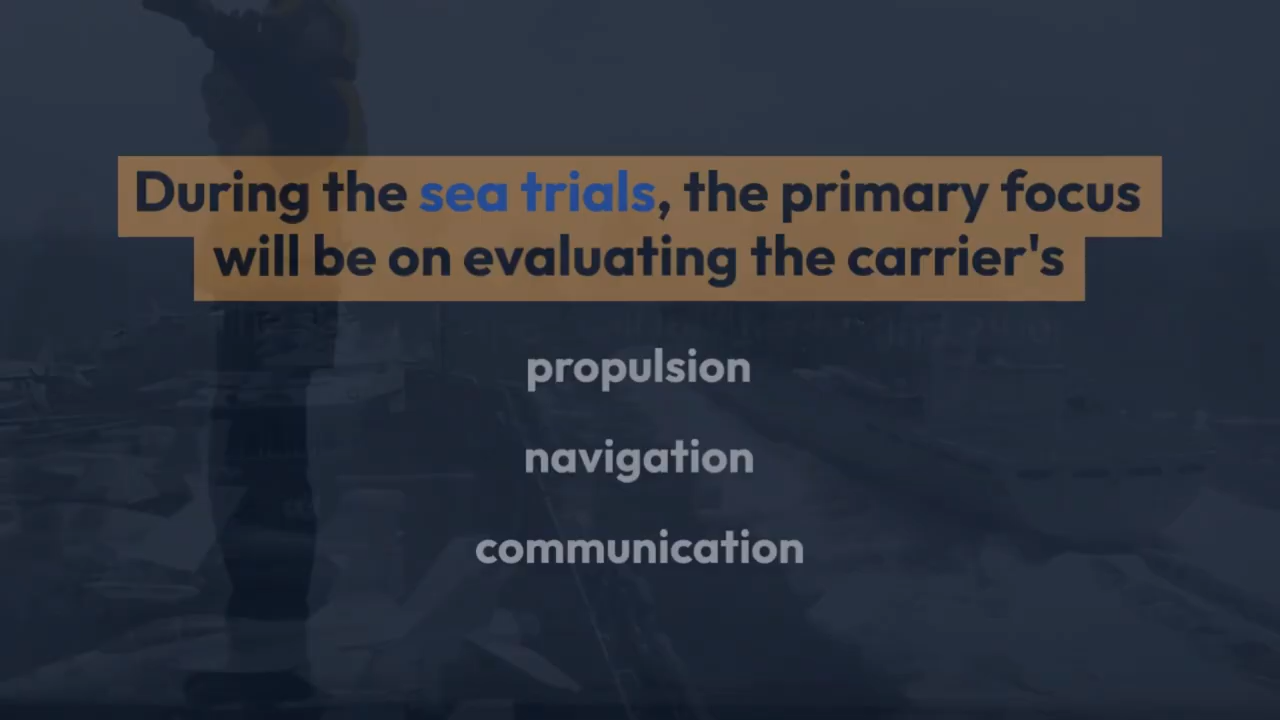 During the sea trials, the primary focus
will be on evaluating the carrier's
propulsion
navigation
communication